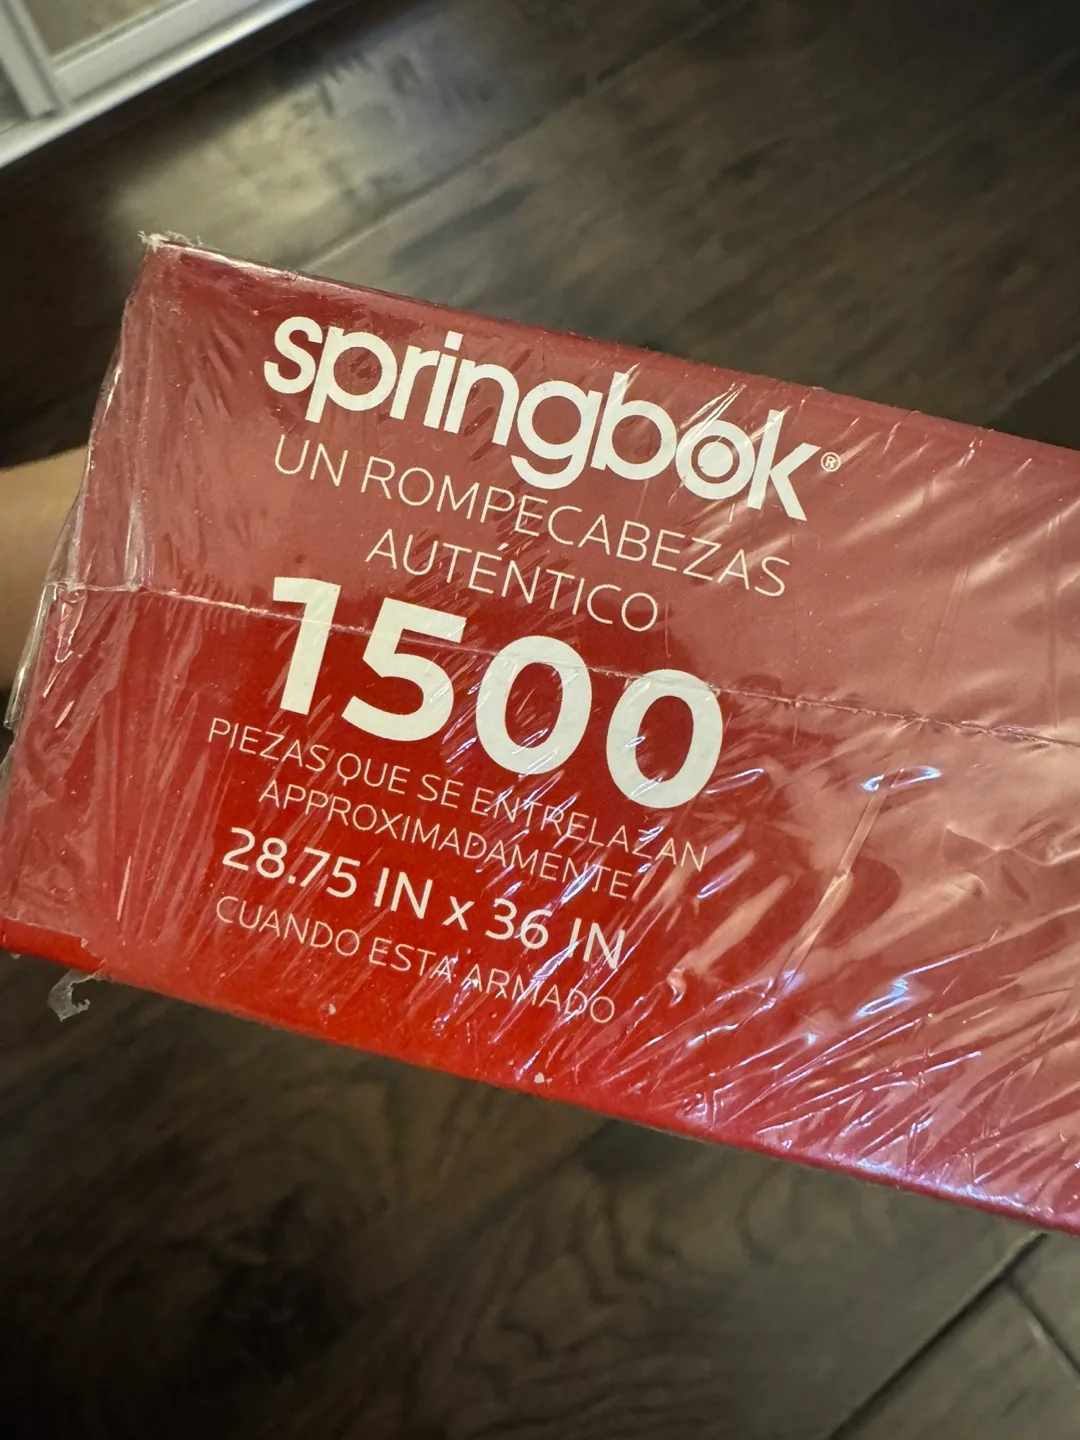 springbok®
UN ROMPECABEZAS
AUTÉNTICO
1500
PIEZAS QUE SE ENTRELAZAN
APPROXIMADAMENTE
28.75 IN x 36 IN
CUANDO ESTA ARMADO